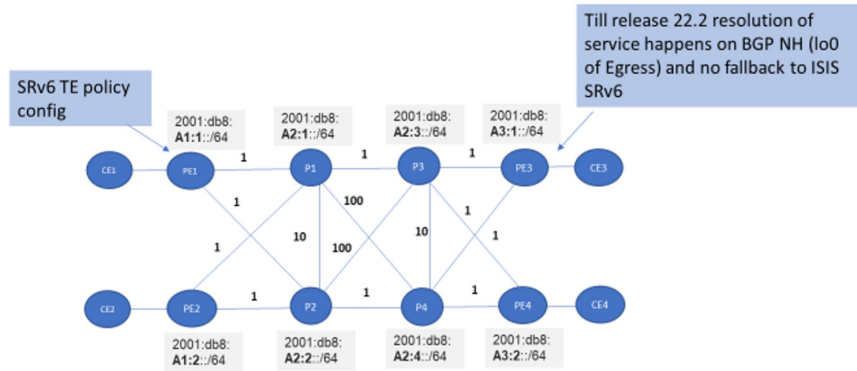 Till release 22.2 resolution of
service happens on BGP NH (lo0
of Egress) and no fallback to ISIS
SRv6
SRv6 TE policy
config
2001:db8:
A1:1::/64
2001:db8:
A2:1::/64
2001:db8:
A2:3::/64
2001:db8:
A3:1::/64
CE1
PE1
1
P1
1
P3
1
PE3
CE3
1
100
1
1
10
100
10
1
CE2
PE2
1
P2
1
P4
1
PE4
CE4
2001:db8:
A1:2::/64
2001:db8:
A2:2::/64
2001:db8:
A2:4::/64
2001:db8:
A3:2::/64